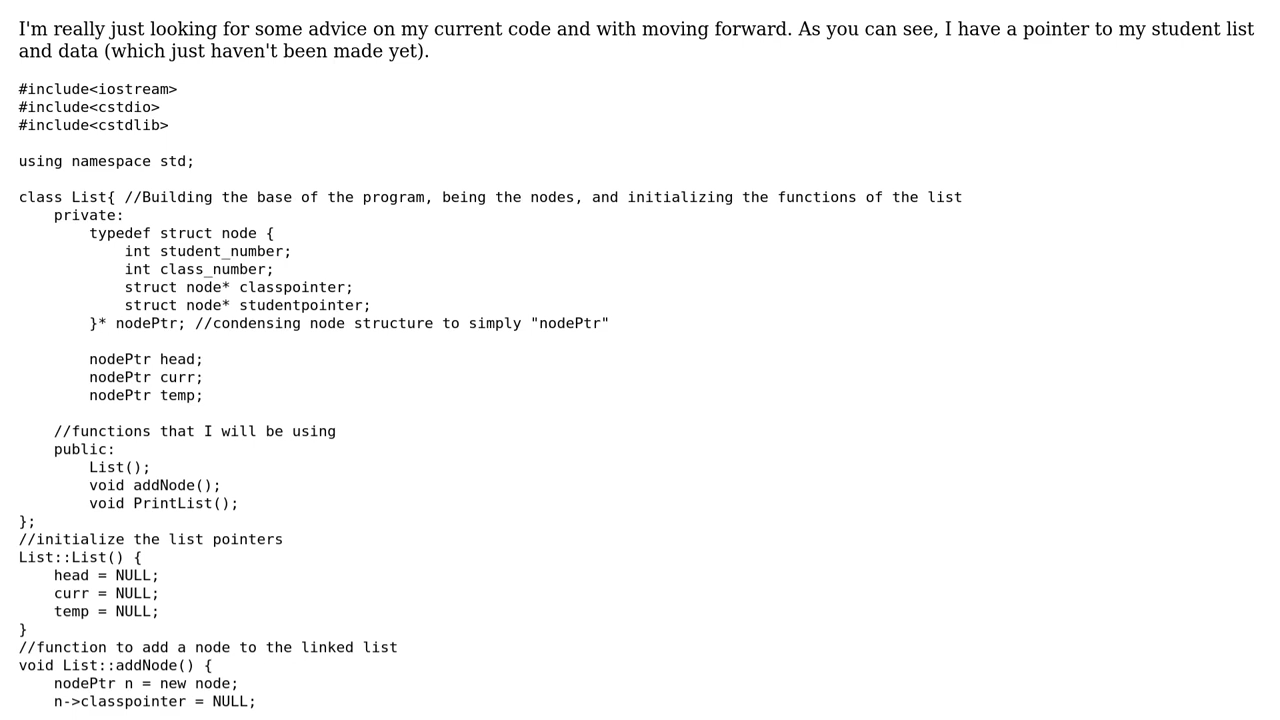 I'm really just looking for some advice on my current code and with moving forward. As you can see, I have a pointer to my student list
and data (which just haven't been made yet).
#include<iostream>
#include<cstdio>
#include<cstdlib>
using namespace std;
class List{ //Building the base of the program, being the nodes, and initializing the functions of the list
    private:
        typedef struct node {
            int student_number;
            int class_number;
            struct node* classpointer;
            struct node* studentpointer;
        }* nodePtr; //condensing node structure to simply "nodePtr"
        nodePtr head;
        nodePtr curr;
        nodePtr temp;
    //functions that I will be using
    public:
        List();
        void addNode();
        void PrintList();
};
//initialize the list pointers
List::List() {
    head = NULL;
    curr = NULL;
    temp = NULL;
}
//function to add a node to the linked list
void List::addNode() {
    nodePtr n = new node;
    n->classpointer = NULL;